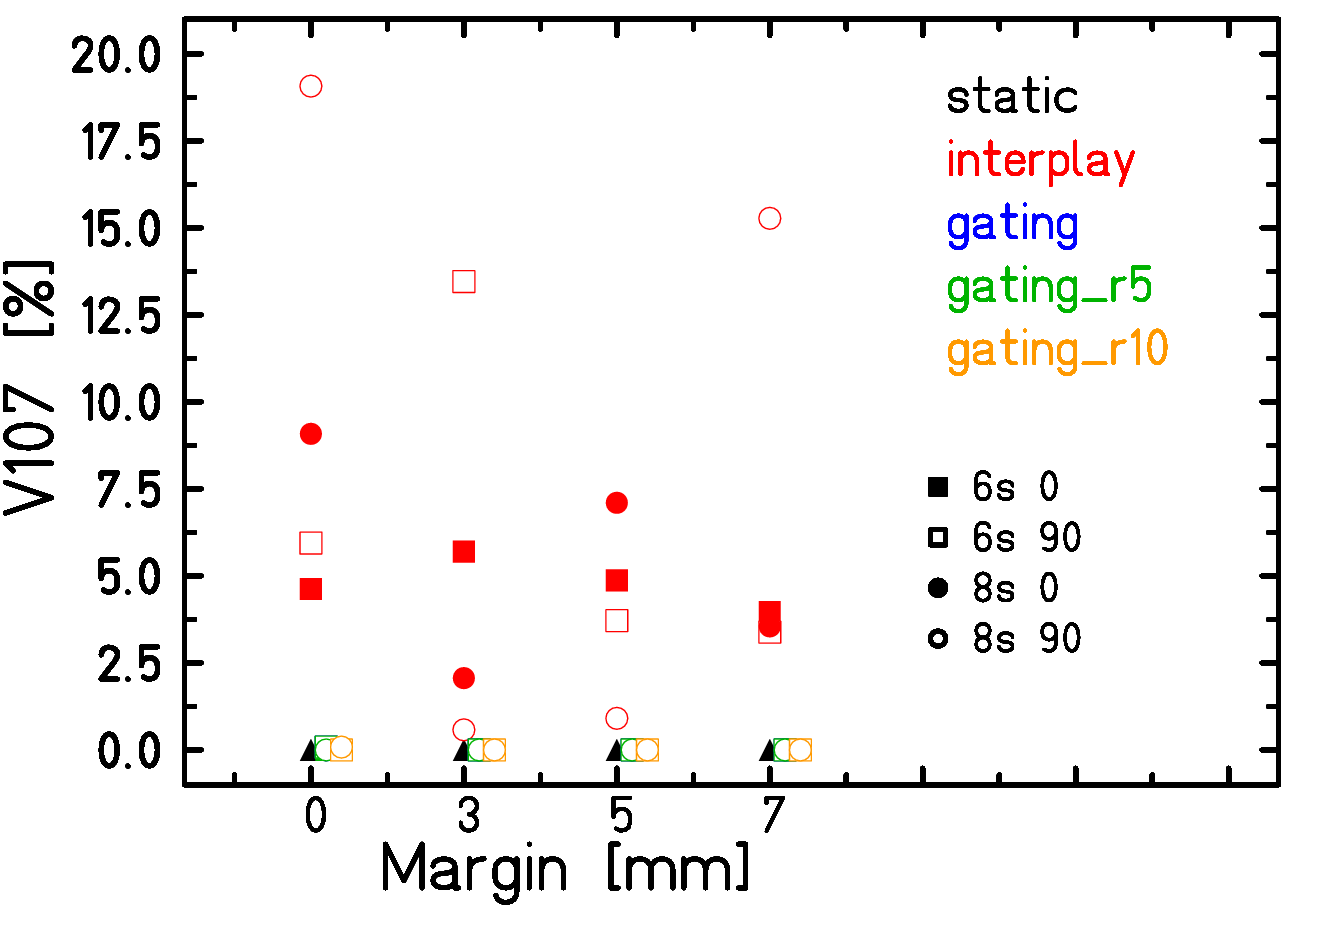 20.0
17.5
15.0
12.5
10.0
7.5
5.0
2.5
0.0
V107 [%]
0 3 5 7
Margin [mm]
static
interplay
gating
gating_r5
gating_r10
6s 0
6s 90
8s 0
8s 90